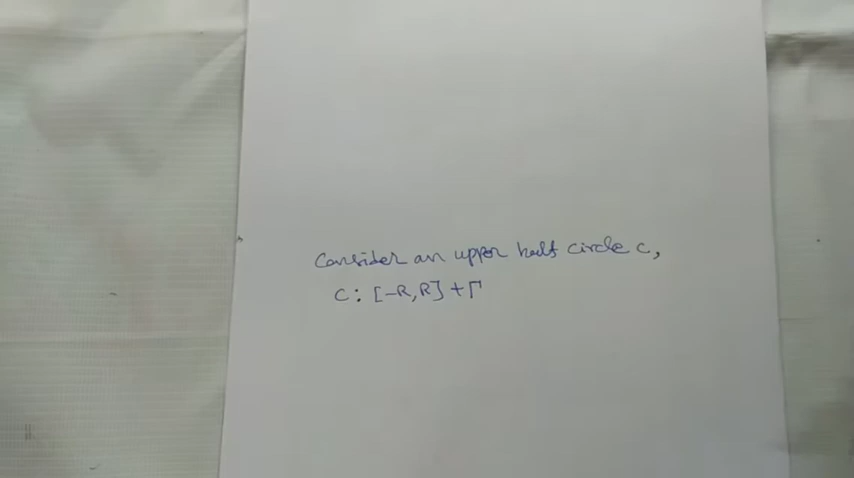 Consider an upper half circle C,
C: [-R, R] + Γ